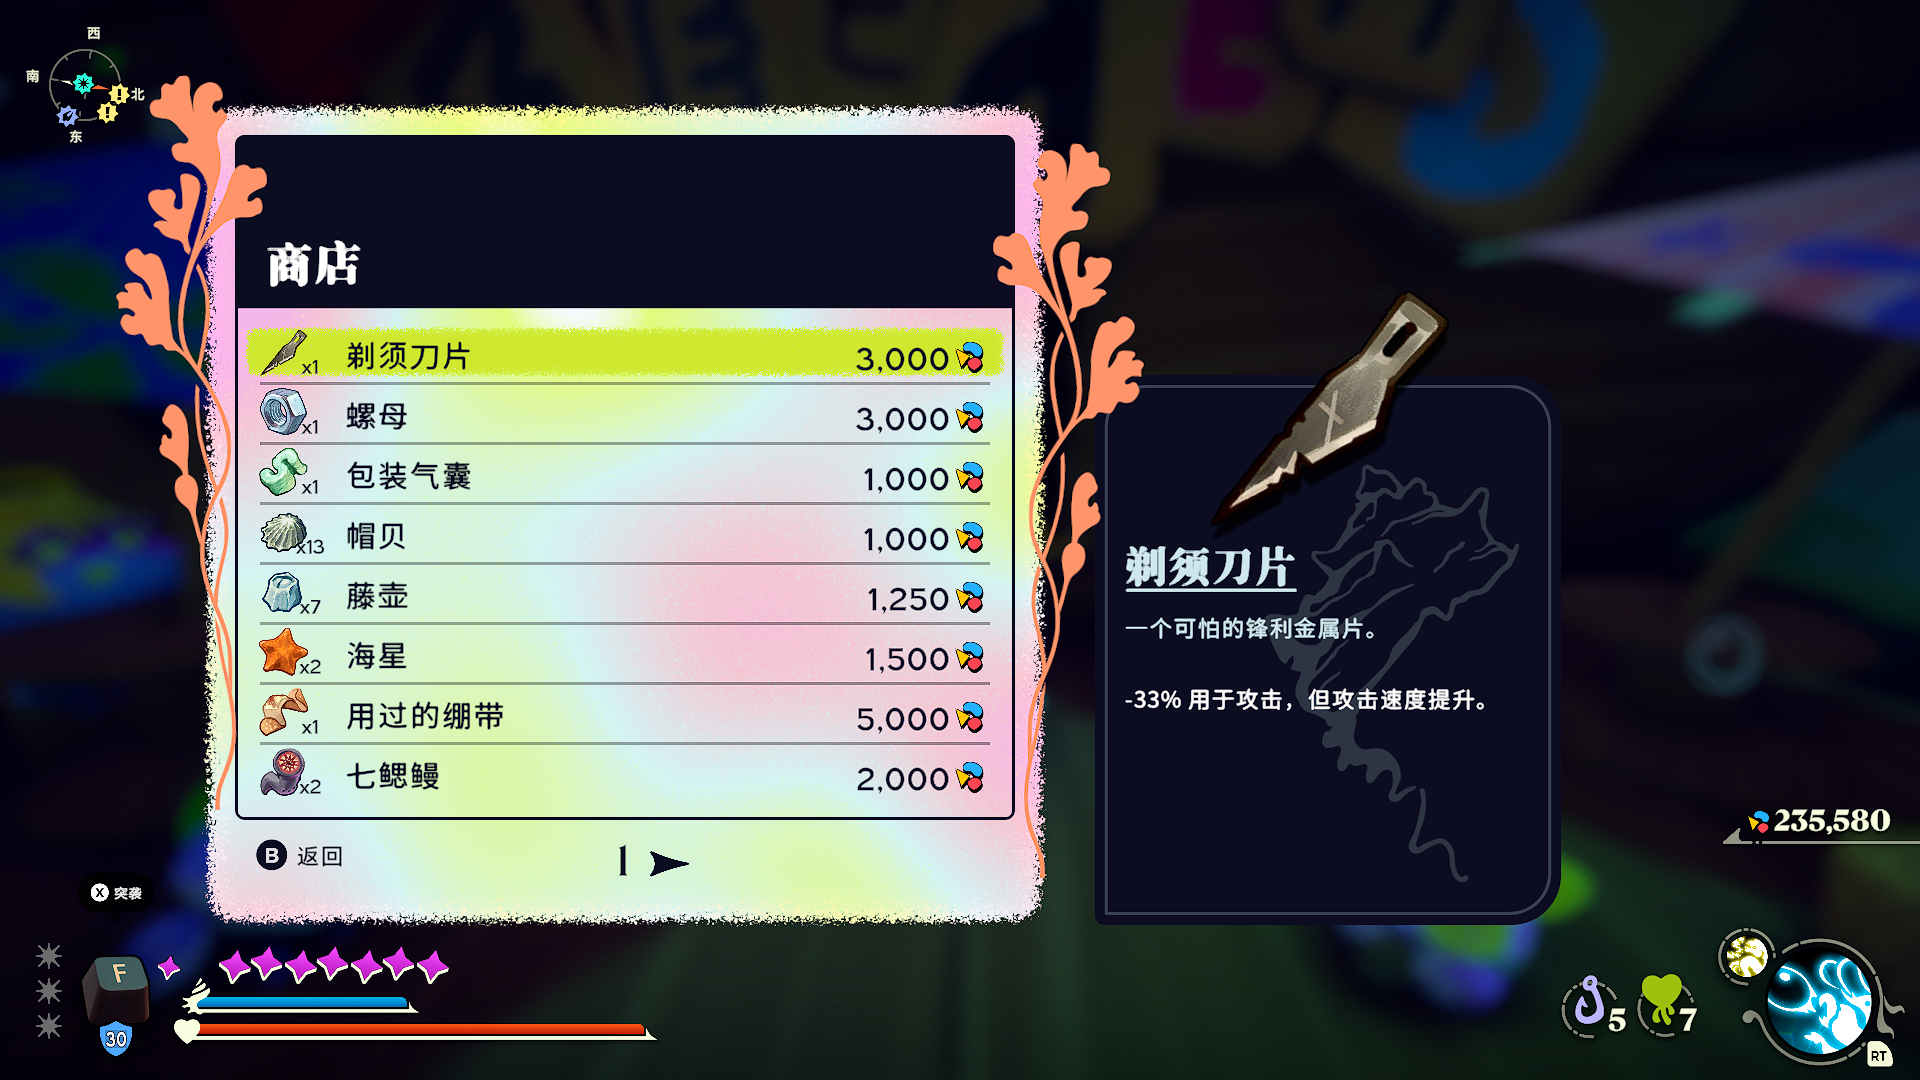 西
南
北
东
商店
x1 剃须刀片 3,000
x1 螺母 3,000
x1 包装气囊 1,000
x13 帽贝 1,000
x7 藤壶 1,250
x2 海星 1,500
x1 用过的绷带 5,000
x2 七鳃鳗 2,000
B 返回
1
剃须刀片
一个可怕的锋利金属片。
-33% 用于攻击，但攻击速度提升。
235,580
X 突袭
F
30
5
7
RT